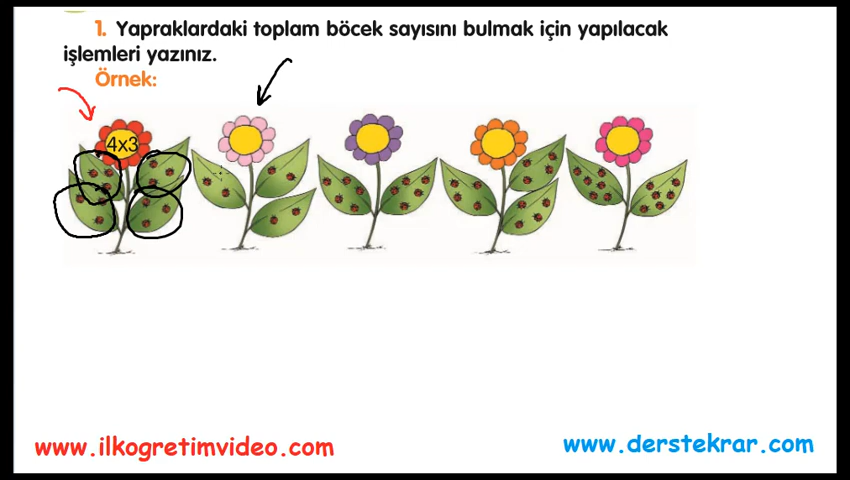 1. Yapraklardaki toplam böcek sayısını bulmak için yapılacak
işlemleri yazınız.
Örnek:
4x3
www.ilkogretimvideo.com
www.derstekrar.com